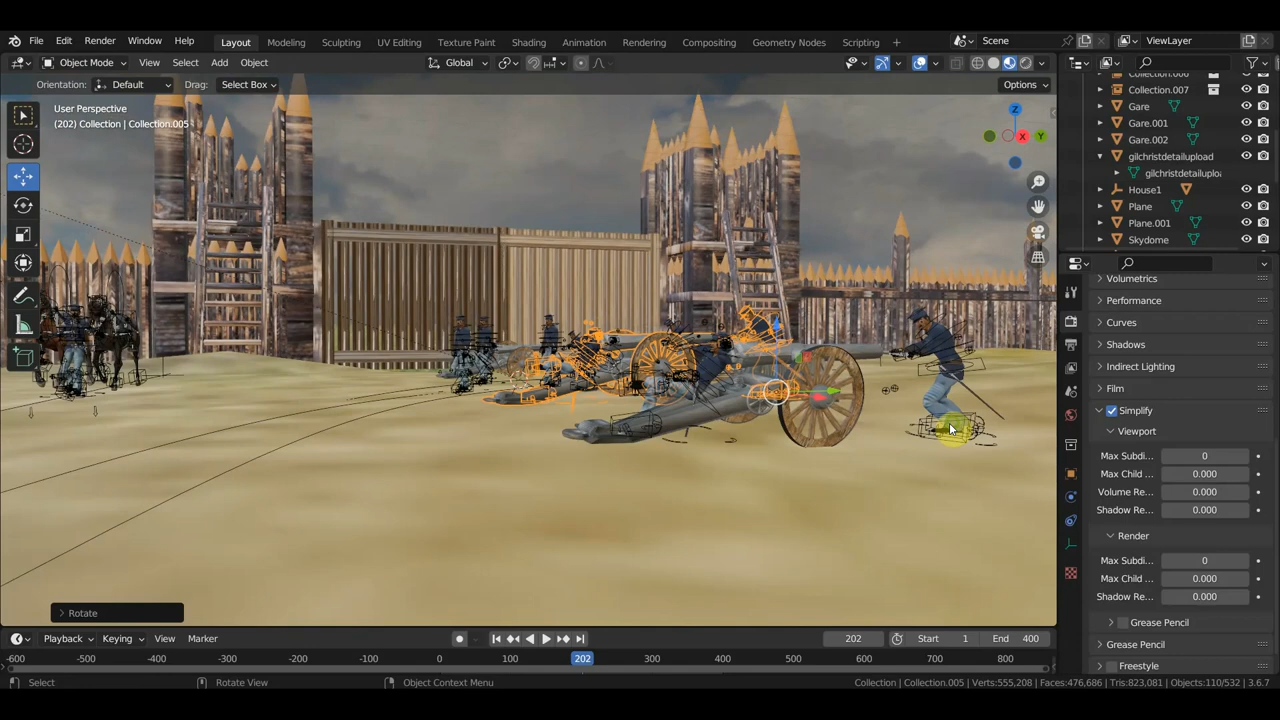 File Edit Render Window Help Layout Modeling Sculpting UV Editing Texture Paint Shading Animation Rendering Compositing Geometry Nodes Scripting + Scene ViewLayer
Object Mode View Select Add Object Global
Orientation: Default Drag: Select Box Options
User Perspective
(202) Collection | Collection.005
Z
X
Y
Collection.007
Gare
Gare.001
Gare.002
gilchristdetailupload
gilchristdetailuploa
House1
Plane
Plane.001
Skydome
Volumetrics
Performance
Curves
Shadows
Indirect Lighting
Film
Simplify
Viewport
Max Subdi... 0
Max Child ... 0.000
Volume Re... 0.000
Shadow Re... 0.000
Render
Max Subdi... 0
Max Child ... 0.000
Shadow Re... 0.000
Grease Pencil
Grease Pencil
Freestyle
Rotate
Playback Keying View Marker 202 Start 1 End 400
-600 -500 -400 -300 -200 -100 0 100 202 300 400 500 600 700 800
Select Rotate View Object Context Menu Collection | Collection.005 | Verts:555,208 | Faces:476,686 | Tris:823,081 | Objects:110/532 | 3.6.7